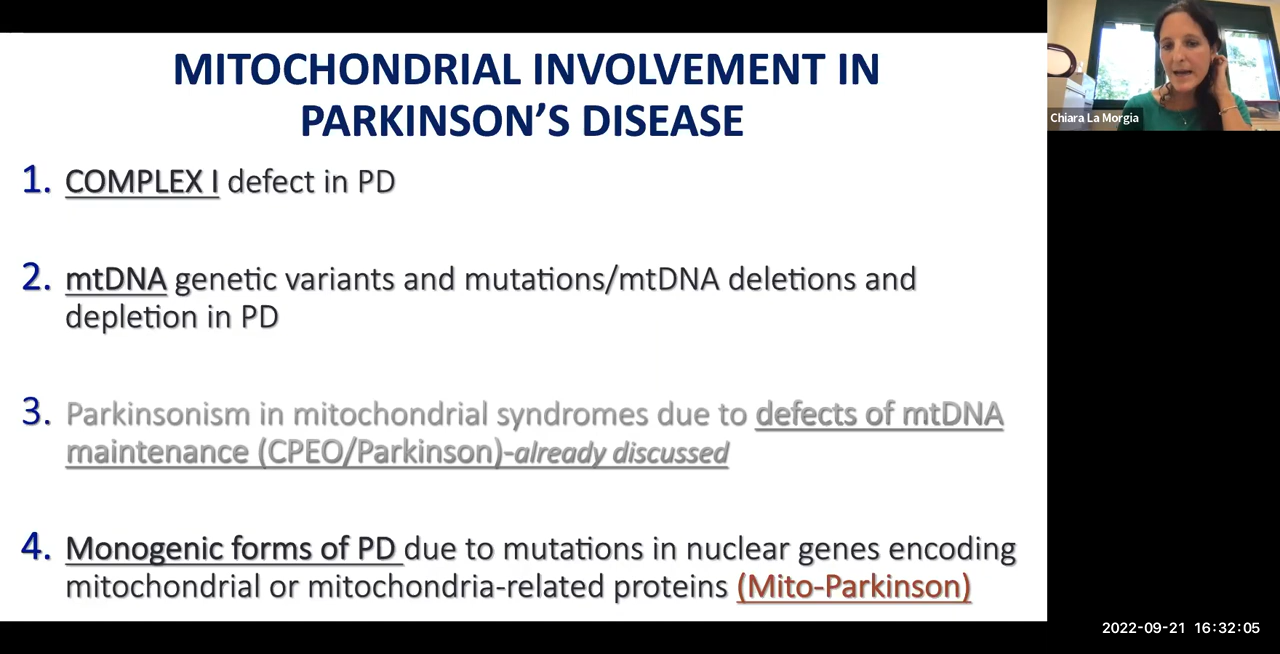 MITOCHONDRIAL INVOLVEMENT IN
PARKINSON'S DISEASE
1. COMPLEX I defect in PD
2. mtDNA genetic variants and mutations/mtDNA deletions and
depletion in PD
3. Parkinsonism in mitochondrial syndromes due to defects of mtDNA
maintenance (CPEO/Parkinson)-already discussed
4. Monogenic forms of PD due to mutations in nuclear genes encoding
mitochondrial or mitochondria-related proteins (Mito-Parkinson)
Chiara La Morgia
2022-09-21 16:32:05